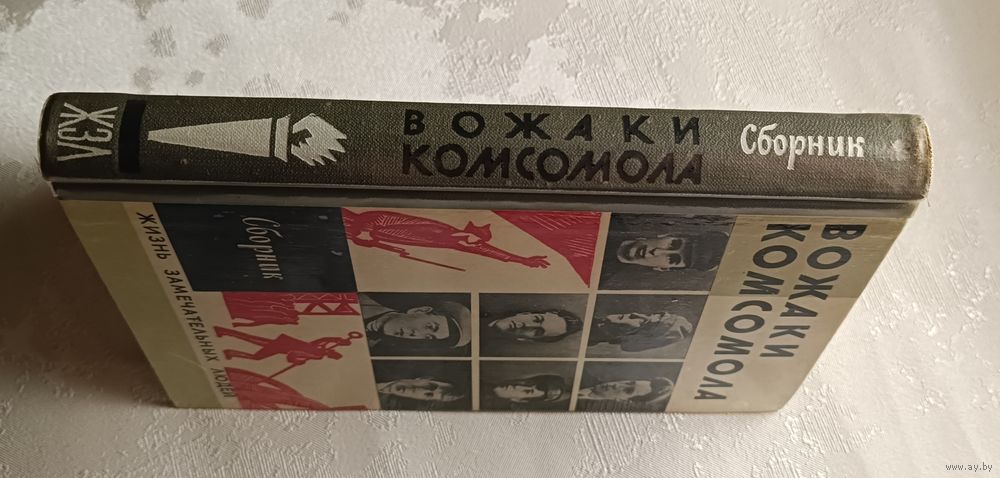 ЖЗЛ
ВОЖАКИ
КОМСОМОЛА
Сборник
ВОЖАКИ
КОМСОМОЛА
Сборник
ЖИЗНЬ ЗАМЕЧАТЕЛЬНЫХ ЛЮДЕЙ
www.ay.by